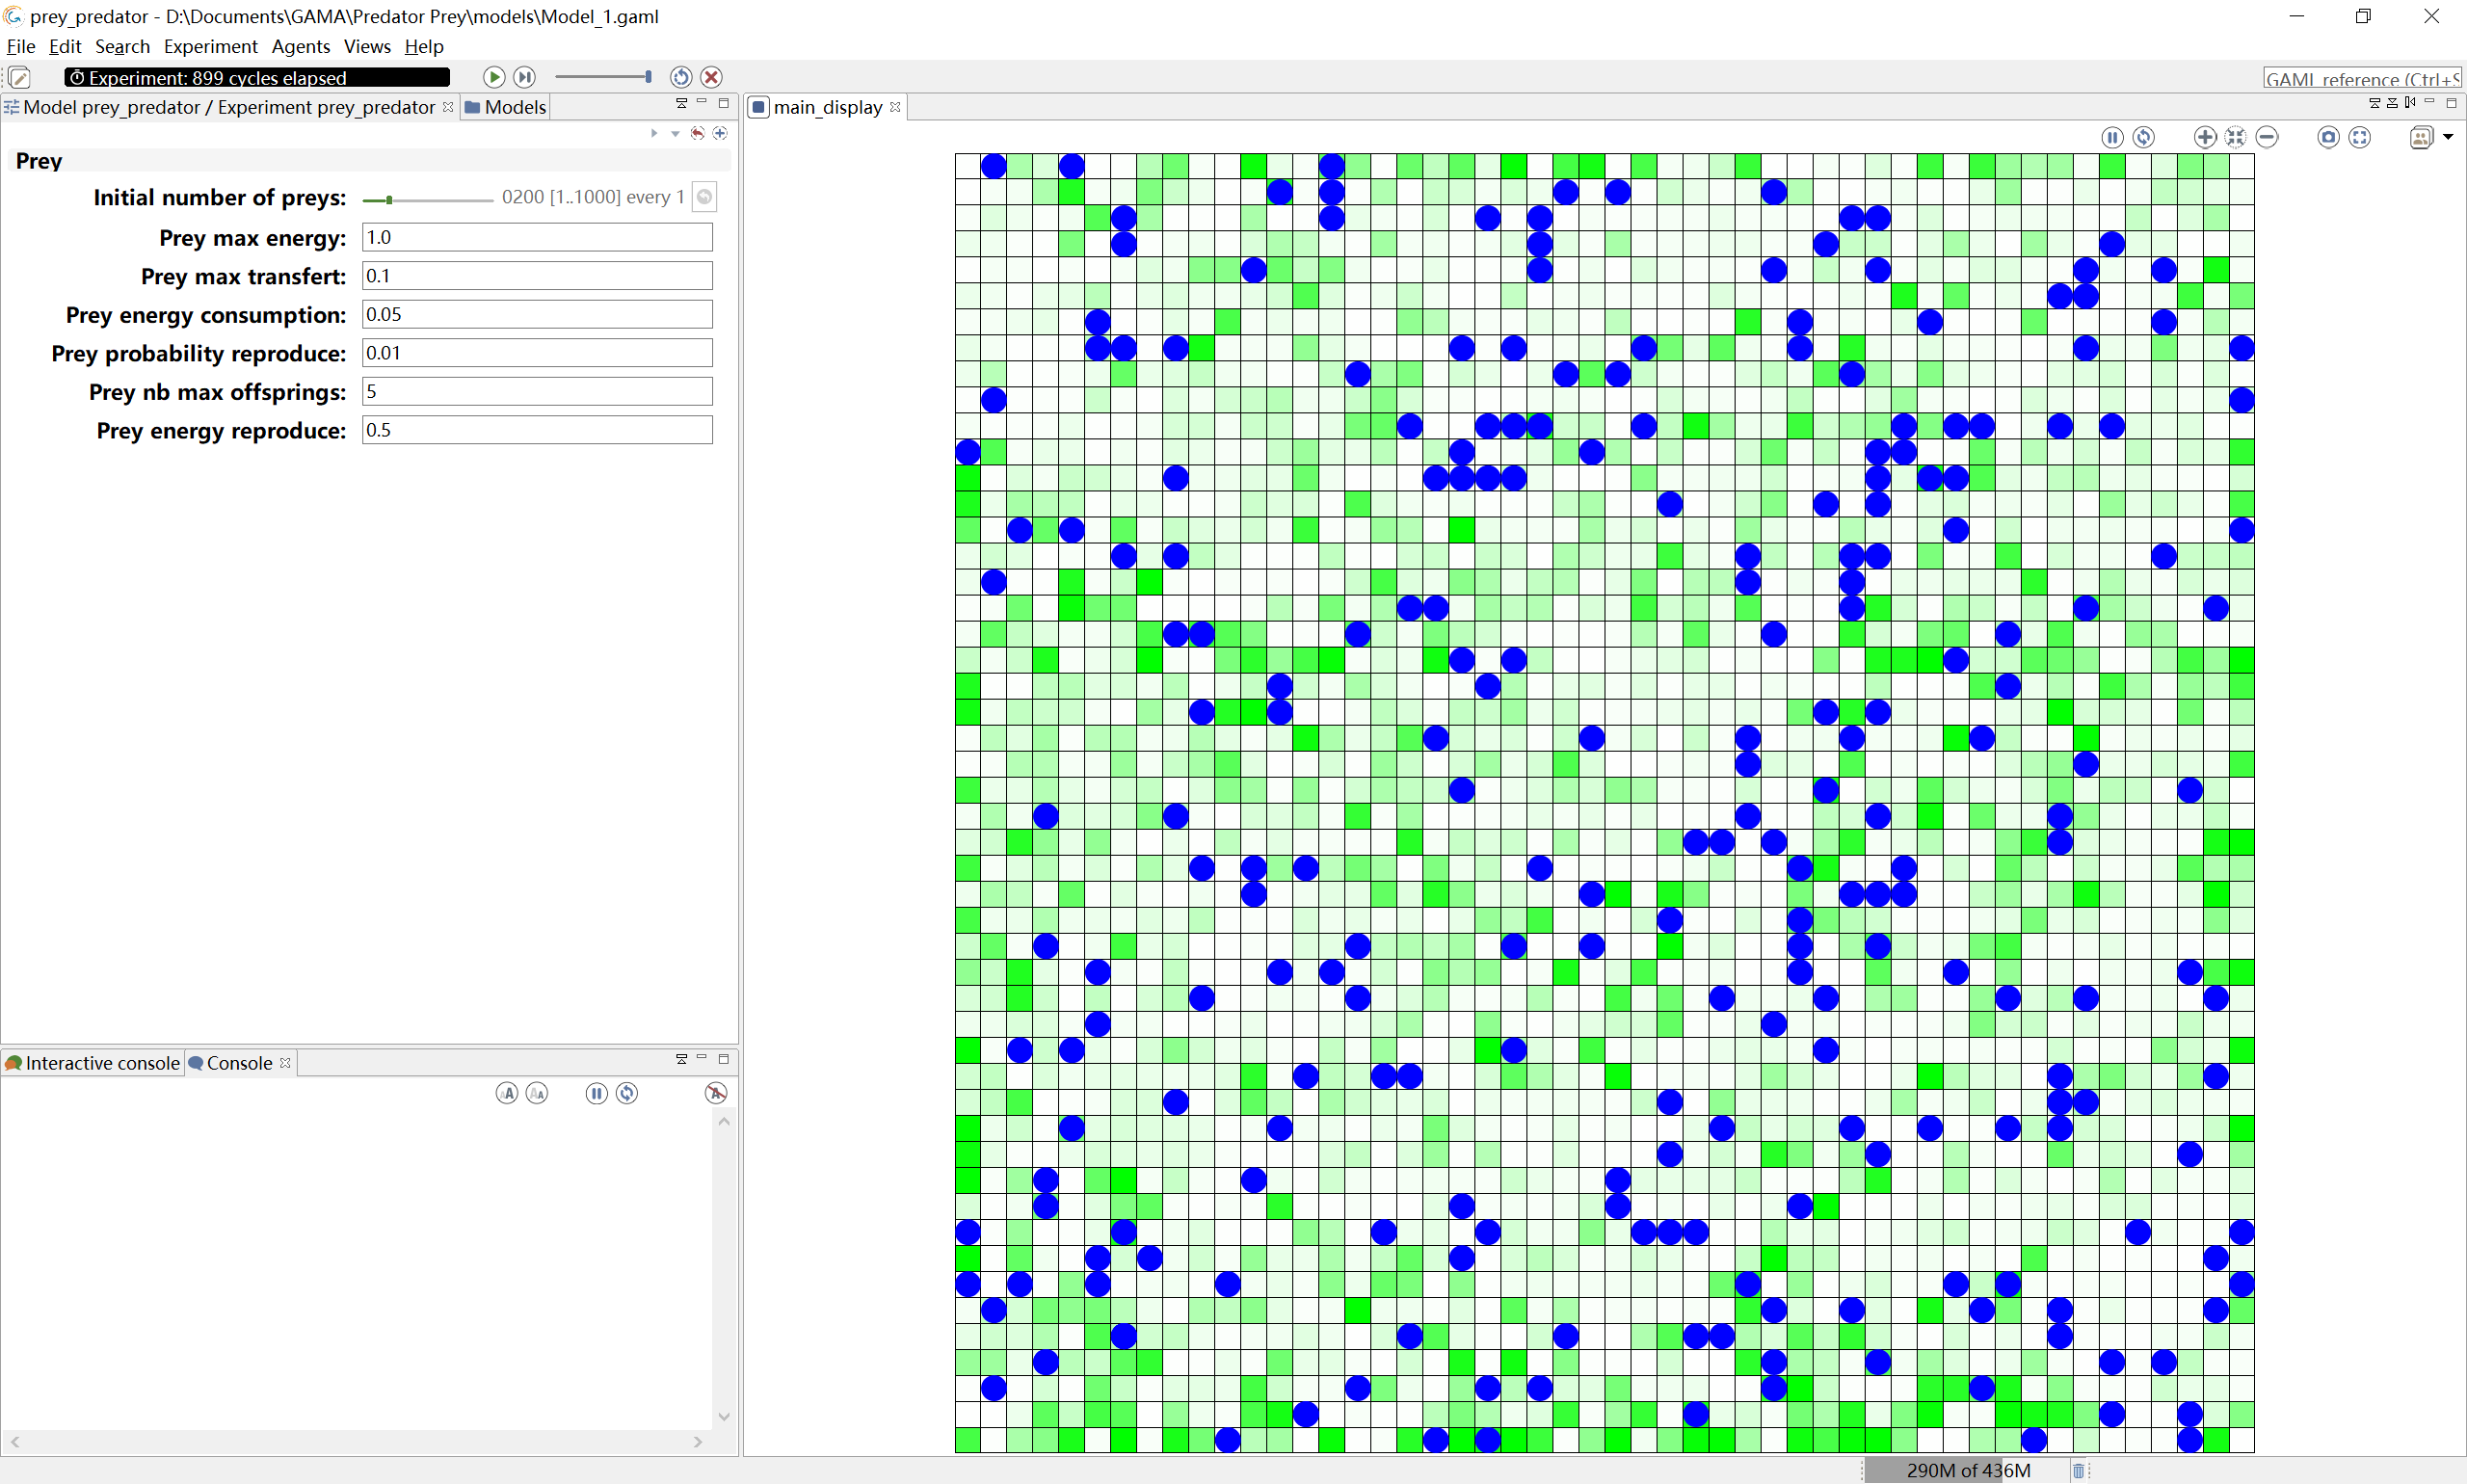 prey_predator - D:\Documents\GAMA\Predator Prey\models\Model_1.gaml
File Edit Search Experiment Agents Views Help
Experiment: 899 cycles elapsed
GAML reference (Ctrl+S
Model prey_predator / Experiment prey_predator
Models
main_display
Prey
Initial number of preys: 0200 [1..1000] every 1
Prey max energy: 1.0
Prey max transfert: 0.1
Prey energy consumption: 0.05
Prey probability reproduce: 0.01
Prey nb max offsprings: 5
Prey energy reproduce: 0.5
Interactive console
Console
290M of 436M